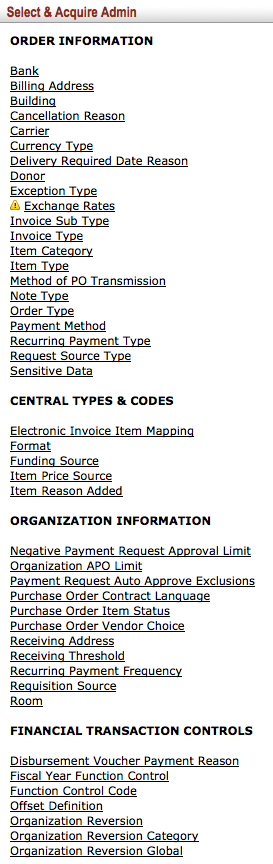 Select & Acquire Admin
ORDER INFORMATION
Bank
Billing Address
Building
Cancellation Reason
Carrier
Currency Type
Delivery Required Date Reason
Donor
Exception Type
Exchange Rates
Invoice Sub Type
Invoice Type
Item Category
Item Type
Method of PO Transmission
Note Type
Order Type
Payment Method
Recurring Payment Type
Request Source Type
Sensitive Data
CENTRAL TYPES & CODES
Electronic Invoice Item Mapping
Format
Funding Source
Item Price Source
Item Reason Added
ORGANIZATION INFORMATION
Negative Payment Request Approval Limit
Organization APO Limit
Payment Request Auto Approve Exclusions
Purchase Order Contract Language
Purchase Order Item Status
Purchase Order Vendor Choice
Receiving Address
Receiving Threshold
Recurring Payment Frequency
Requisition Source
Room
FINANCIAL TRANSACTION CONTROLS
Disbursement Voucher Payment Reason
Fiscal Year Function Control
Function Control Code
Offset Definition
Organization Reversion
Organization Reversion Category
Organization Reversion Global